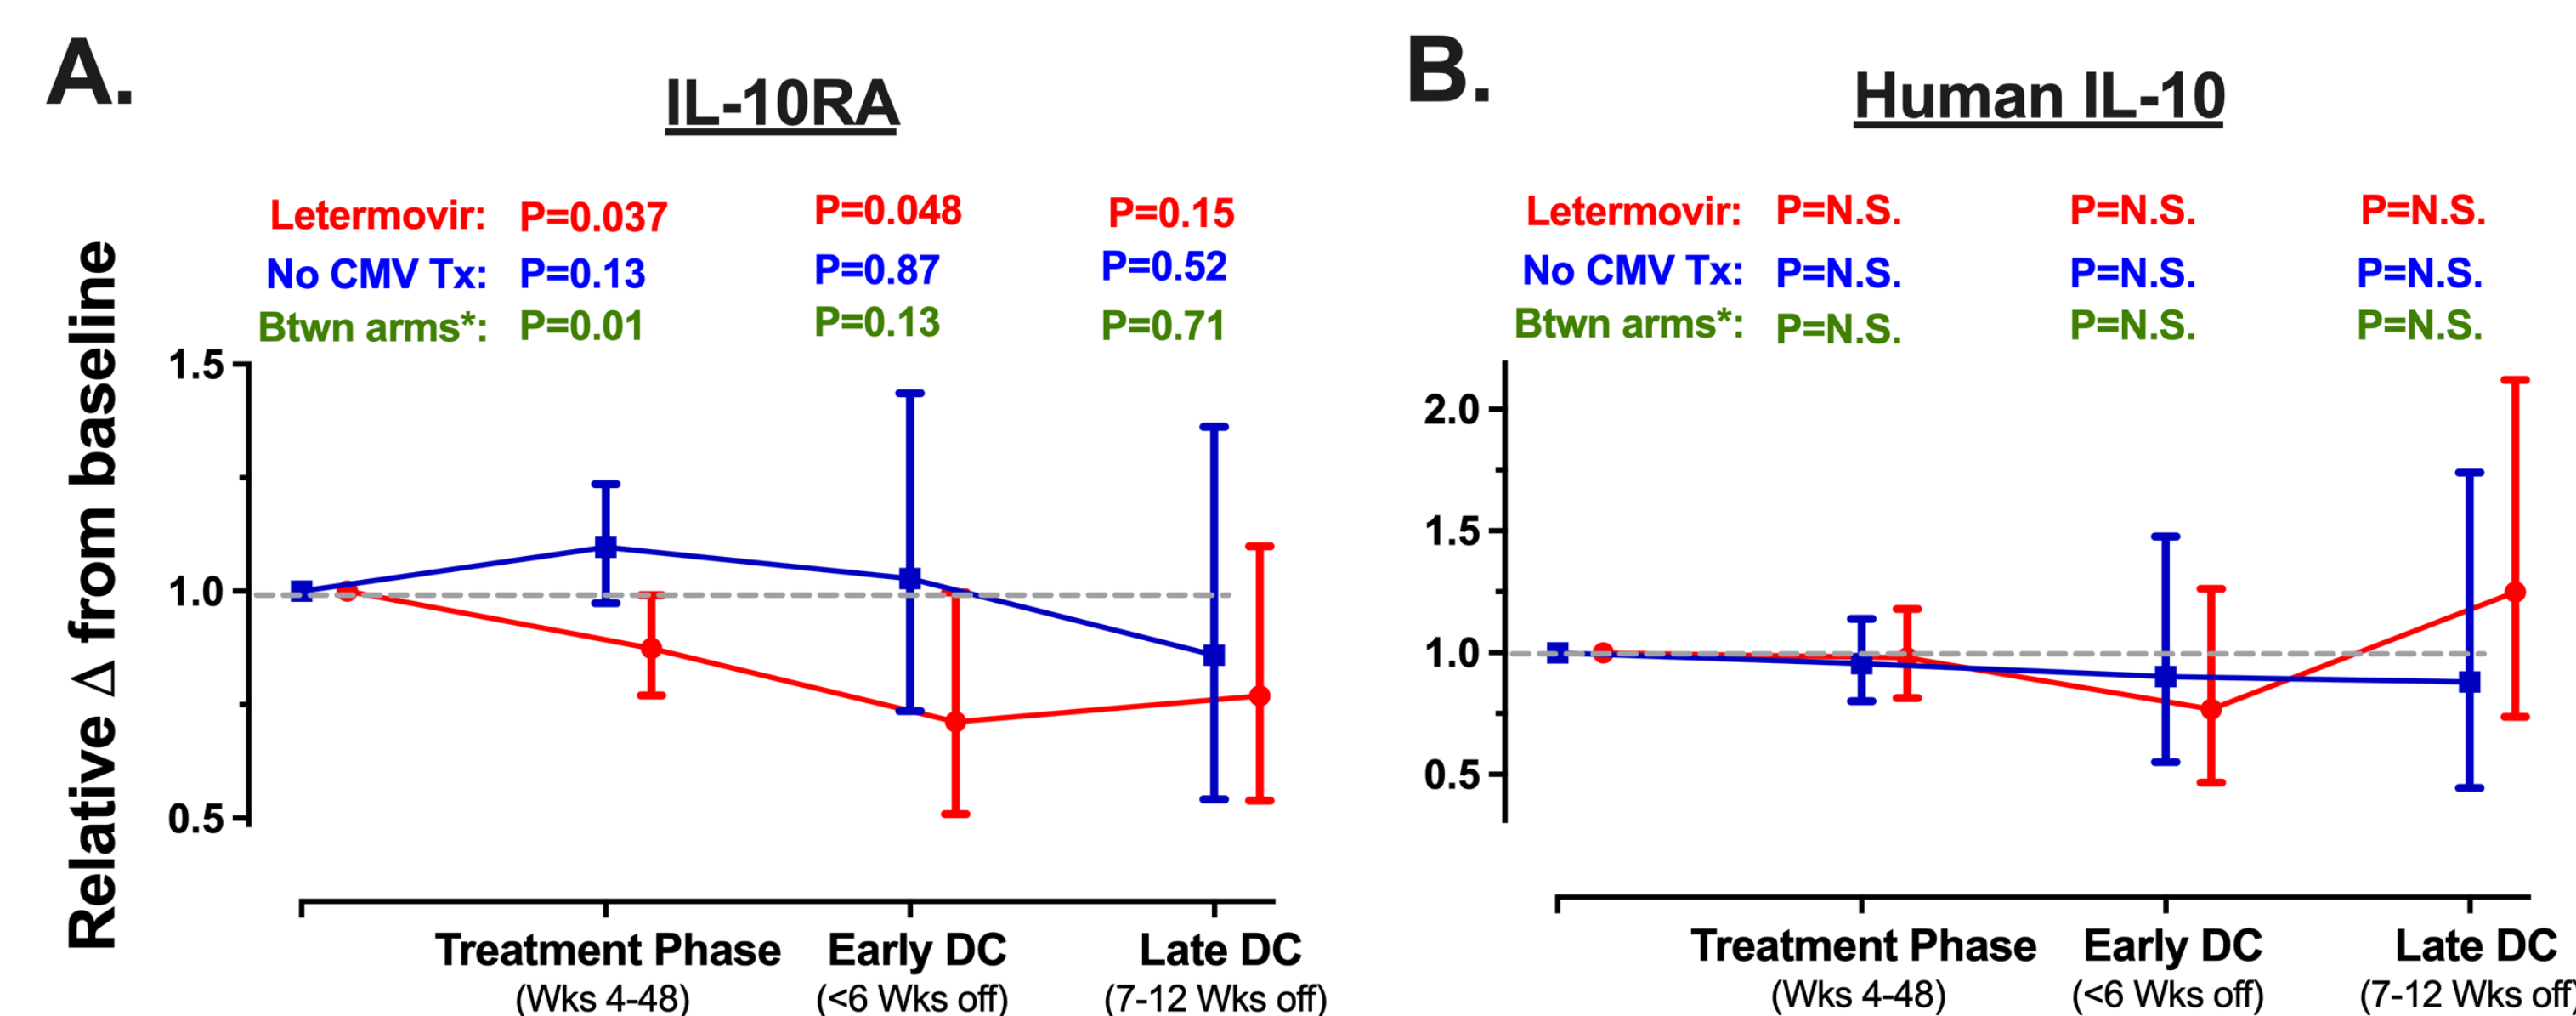 A.
IL-10RA
Letermovir: P=0.037 P=0.048 P=0.15
No CMV Tx: P=0.13 P=0.87 P=0.52
Btwn arms*: P=0.01 P=0.13 P=0.71
Relative Δ from baseline
1.5
1.0
0.5
Treatment Phase Early DC Late DC
(Wks 4-48) (<6 Wks off) (7-12 Wks off)
B.
Human IL-10
Letermovir: P=N.S. P=N.S. P=N.S.
No CMV Tx: P=N.S. P=N.S. P=N.S.
Btwn arms*: P=N.S. P=N.S. P=N.S.
2.0
1.5
1.0
0.5
Treatment Phase Early DC Late DC
(Wks 4-48) (<6 Wks off) (7-12 Wks off)